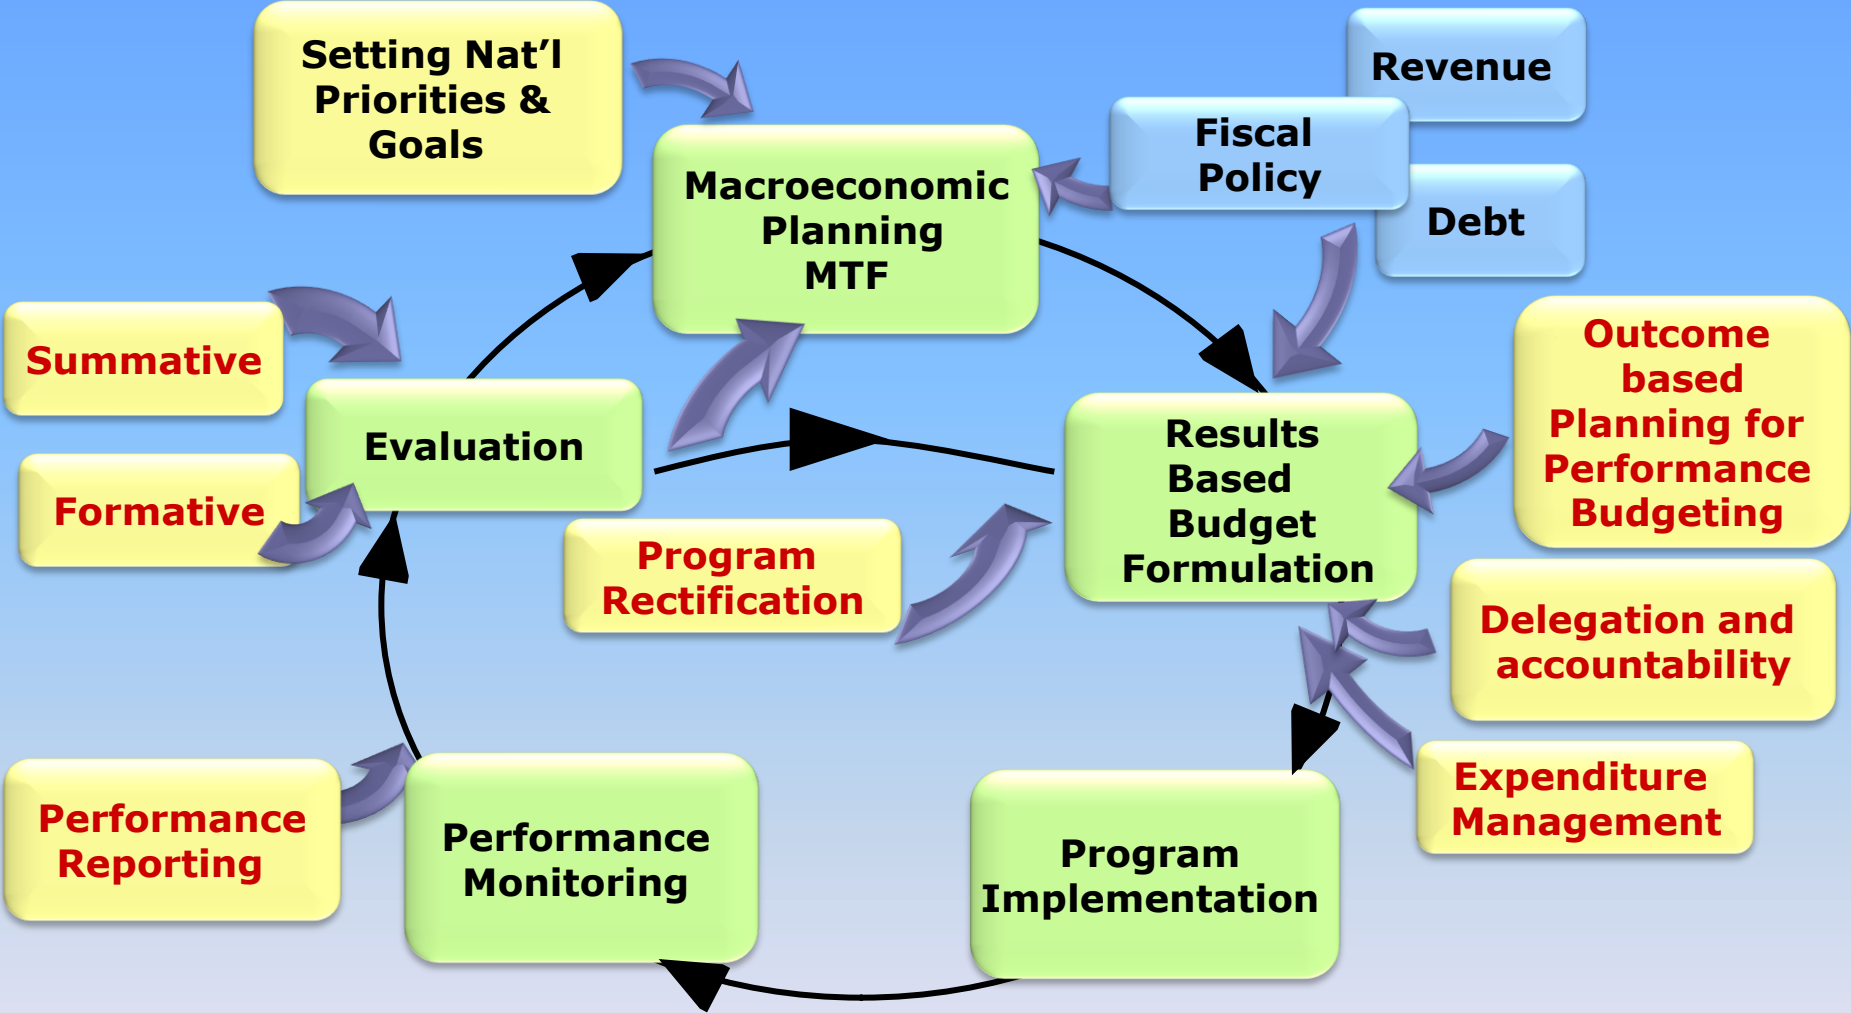 Setting Nat’l
Priorities &
Goals
Revenue
Fiscal
Policy
Debt
Macroeconomic
Planning
MTF
Summative
Evaluation
Formative
Results
Based
Budget
Formulation
Outcome
based
Planning for
Performance
Budgeting
Program
Rectification
Delegation and
accountability
Expenditure
Management
Performance
Reporting
Performance
Monitoring
Program
Implementation